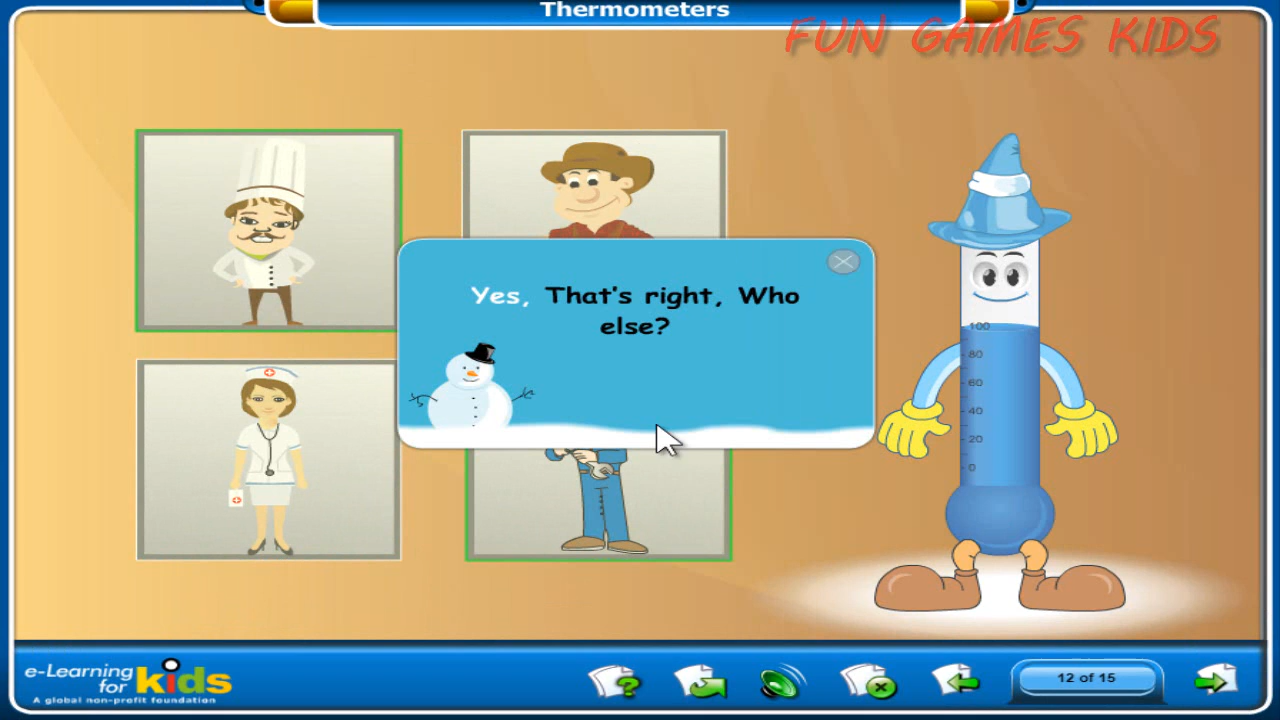 Thermometers
FUN GAMES KIDS
Yes, That's right, Who
else?
100
80
60
40
20
0
e-Learning
for kids
A global non-profit foundation
12 of 15